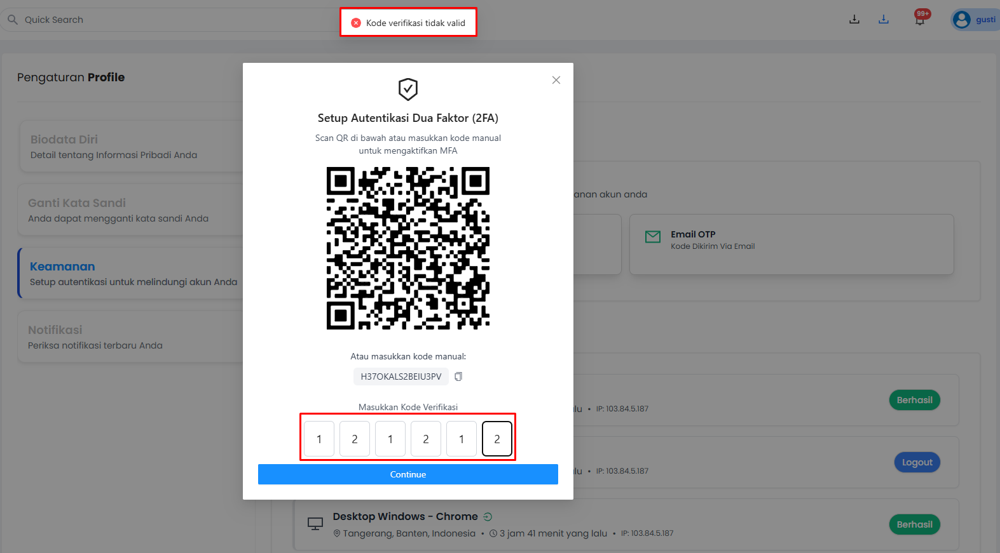 Quick Search
Kode verifikasi tidak valid
99+
gusti
Pengaturan Profile
Biodata Diri
Detail tentang Informasi Pribadi Anda
Ganti Kata Sandi
Anda dapat mengganti kata sandi Anda
Keamanan
Setup autentikasi untuk melindungi akun Anda
Notifikasi
Periksa notifikasi terbaru Anda
Setup Autentikasi Dua Faktor (2FA)
Scan QR di bawah atau masukkan kode manual
untuk mengaktifkan MFA
Atau masukkan kode manual:
H37OKALS2BEIU3PV
Masukkan Kode Verifikasi
1 2 1 2 1 2
Continue
akun anda
Email OTP
Kode Dikirim Via Email
• IP: 103.84.5.187
Berhasil
• IP: 103.84.5.187
Logout
Desktop Windows - Chrome
Tangerang, Banten, Indonesia • 3 jam 41 menit yang lalu • IP: 103.84.5.187
Berhasil